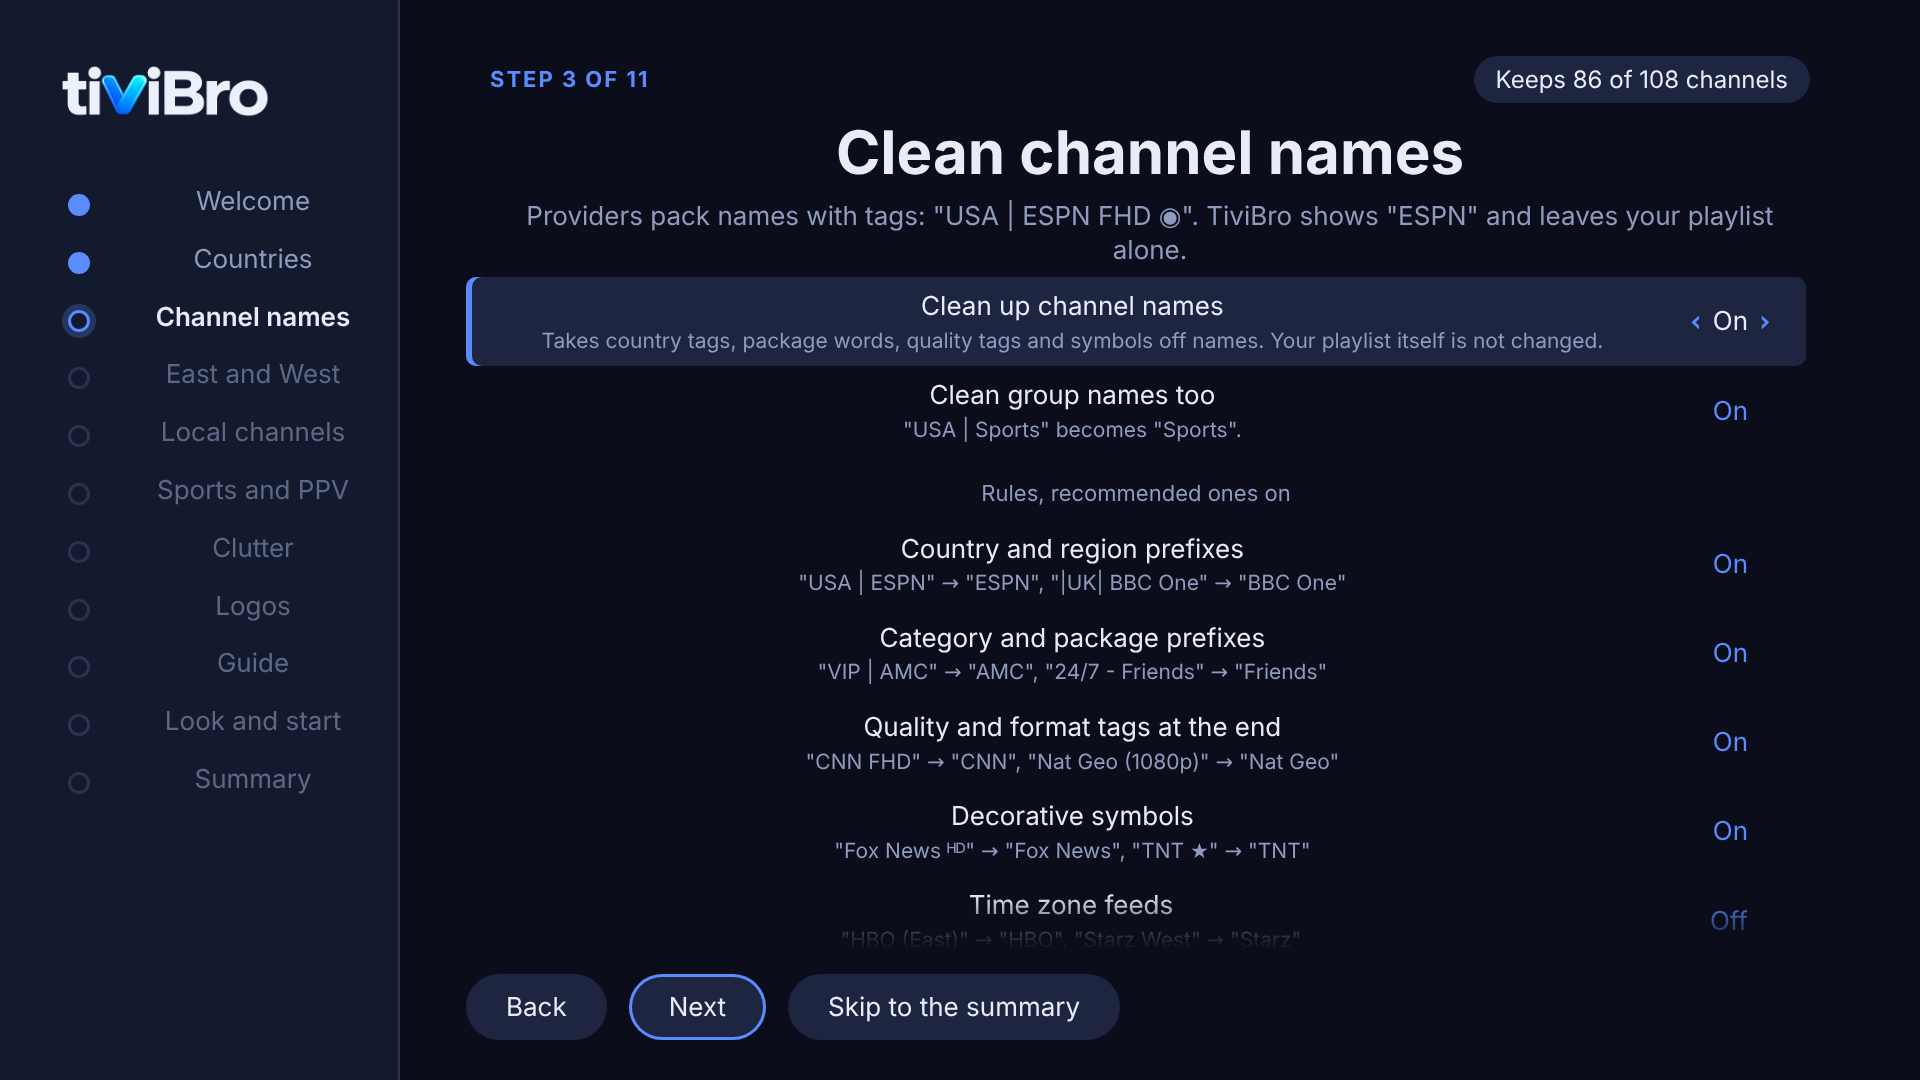 tiviBro
Welcome
Countries
Channel names
East and West
Local channels
Sports and PPV
Clutter
Logos
Guide
Look and start
Summary
STEP 3 OF 11
Keeps 86 of 108 channels
Clean channel names
Providers pack names with tags: "USA | ESPN FHD ◉". TiviBro shows "ESPN" and leaves your playlist
alone.
Clean up channel names
Takes country tags, package words, quality tags and symbols off names. Your playlist itself is not changed.
‹ On ›
Clean group names too
"USA | Sports" becomes "Sports".
On
Rules, recommended ones on
Country and region prefixes
"USA | ESPN" → "ESPN", "|UK| BBC One" → "BBC One"
On
Category and package prefixes
"VIP | AMC" → "AMC", "24/7 - Friends" → "Friends"
On
Quality and format tags at the end
"CNN FHD" → "CNN", "Nat Geo (1080p)" → "Nat Geo"
On
Decorative symbols
"Fox News ᴴᴰ" → "Fox News", "TNT ★" → "TNT"
On
Time zone feeds
"HBO (East)" → "HBO", "Starz West" → "Starz"
Off
Back
Next
Skip to the summary